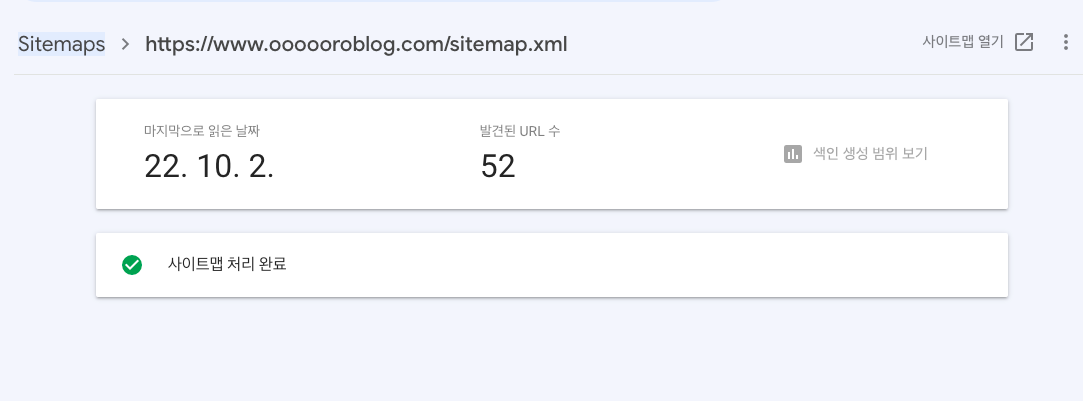 Sitemaps > https://www.oooooroblog.com/sitemap.xml 사이트맵 열기
마지막으로 읽은 날짜
22. 10. 2.
발견된 URL 수
52
색인 생성 범위 보기
사이트맵 처리 완료